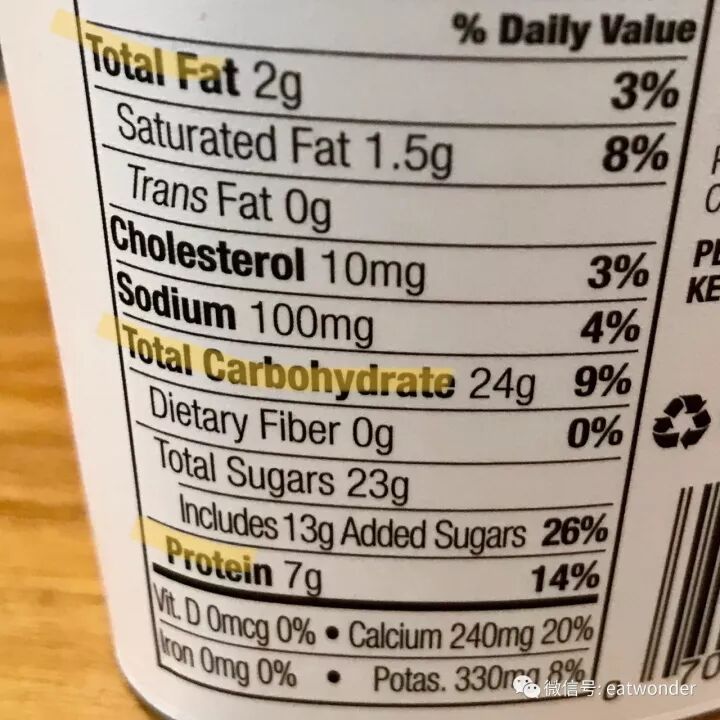 % Daily Value
Total Fat 2g 3%
Saturated Fat 1.5g 8%
Trans Fat 0g
Cholesterol 10mg 3%
Sodium 100mg 4%
Total Carbohydrate 24g 9%
Dietary Fiber 0g 0%
Total Sugars 23g
Includes 13g Added Sugars 26%
Protein 7g 14%
Vit. D 0mcg 0% • Calcium 240mg 20%
Iron 0mg 0% • Potas. 330mg 8%
KE
70
微信号: eatwonder